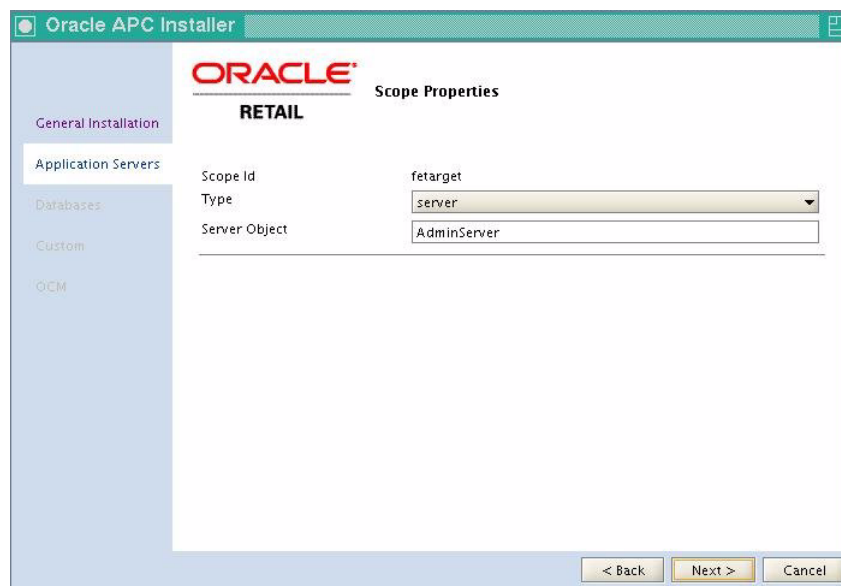 Oracle APC Installer
ORACLE
RETAIL
Scope Properties
General Installation
Application Servers
Databases
Custom
OCM
Scope Id fetarget
Type server
Server Object AdminServer
< Back Next > Cancel